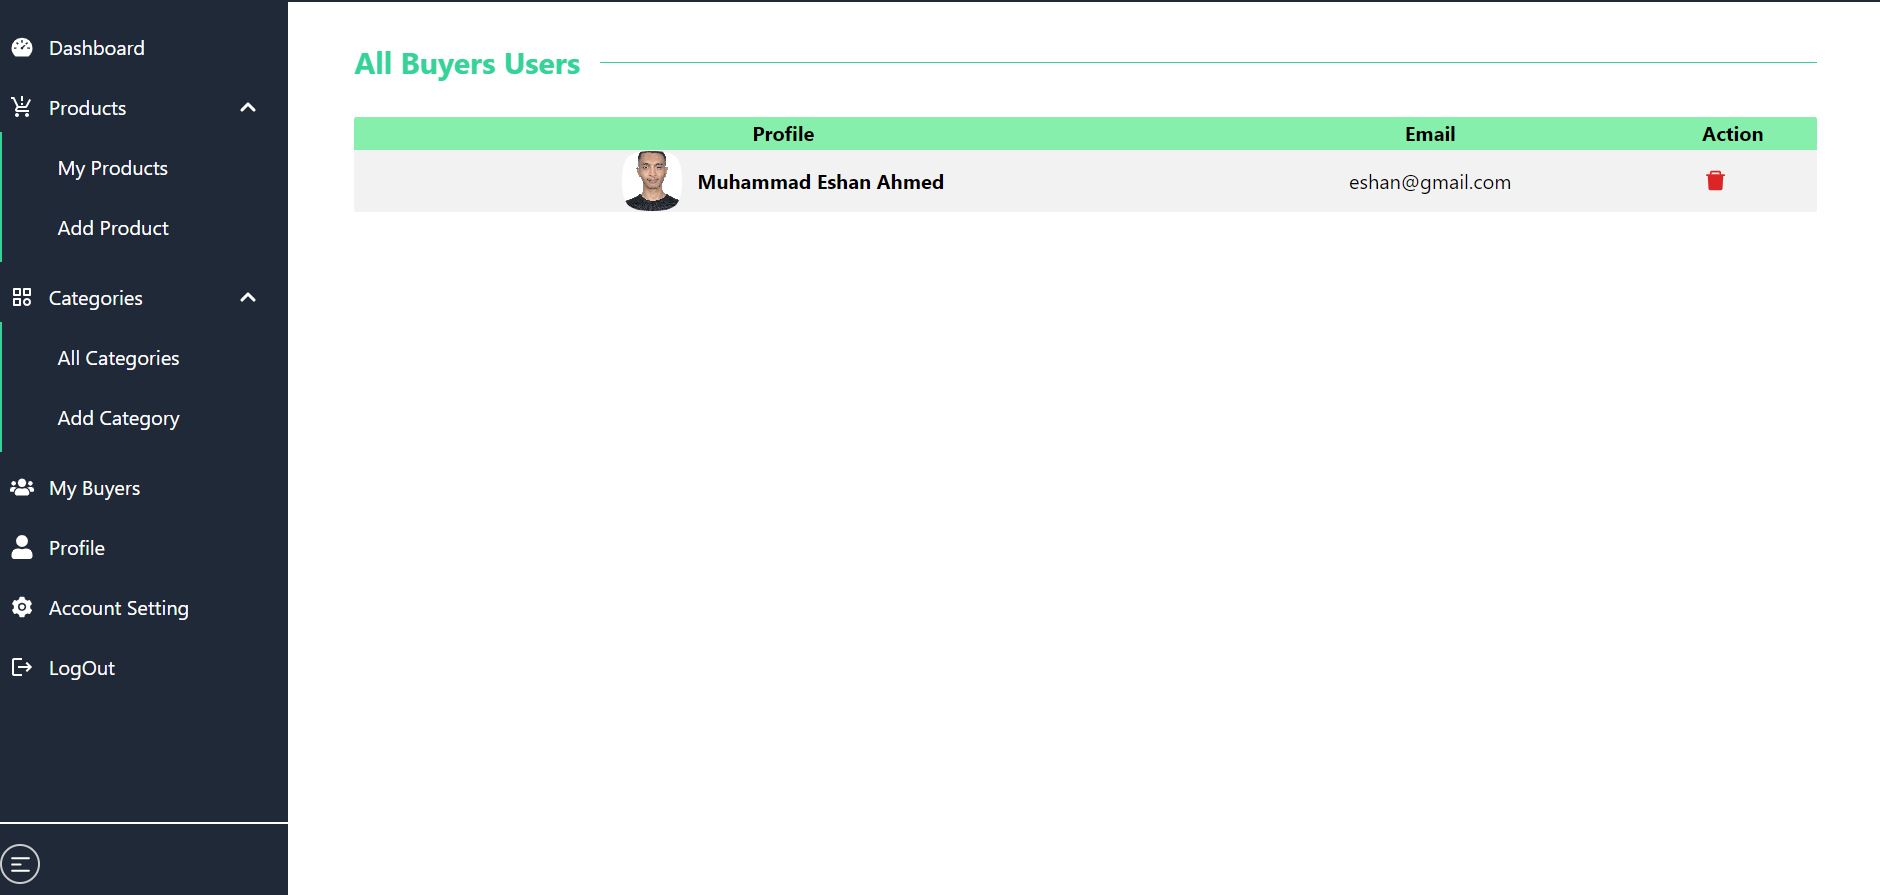 Dashboard
Products
My Products
Add Product
Categories
All Categories
Add Category
My Buyers
Profile
Account Setting
LogOut
All Buyers Users
Profile Email Action
Muhammad Eshan Ahmed eshan@gmail.com